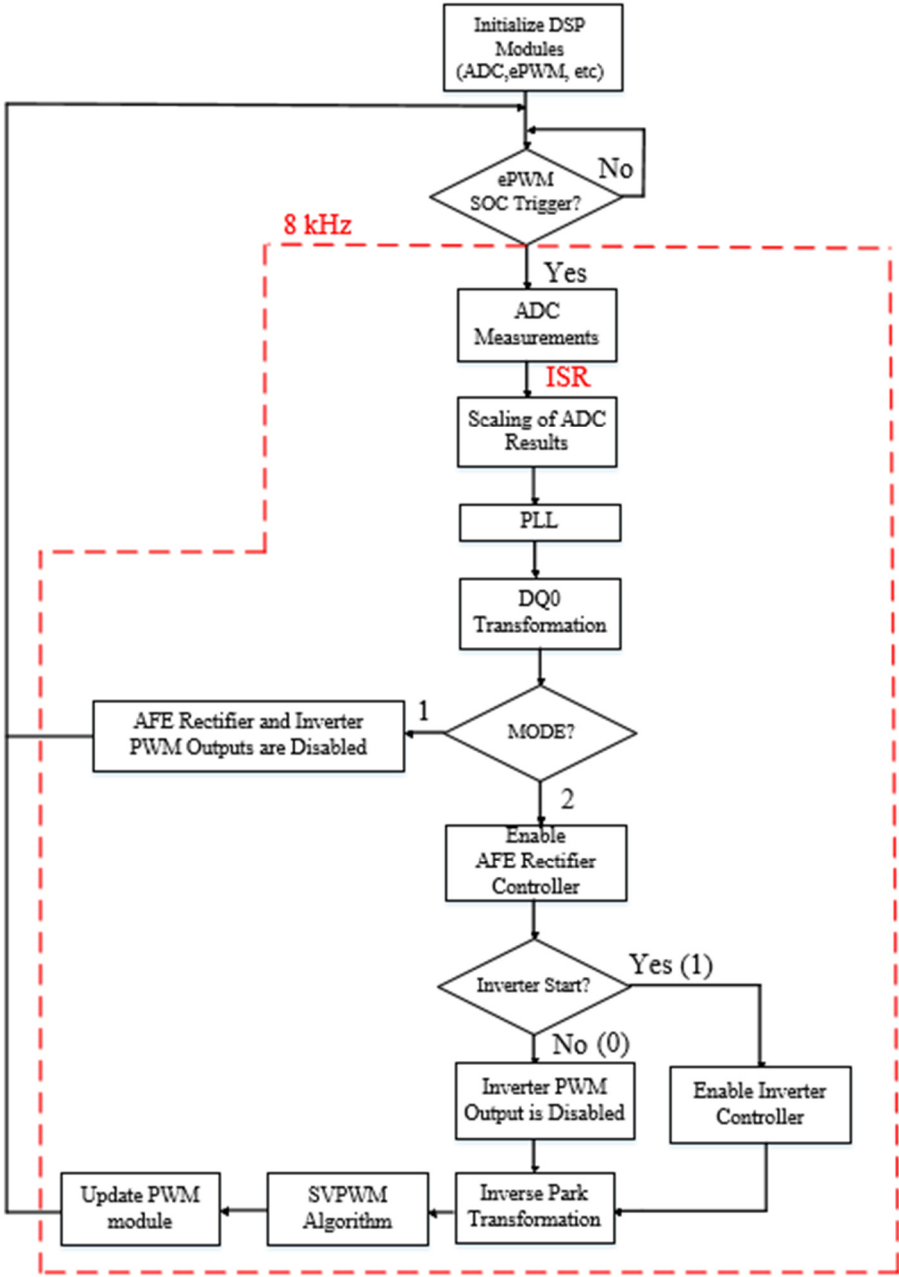 Initialize DSP
Modules
(ADC,ePWM, etc)
No
ePWM
SOC Trigger?
8 kHz
Yes
ADC
Measurements
ISR
Scaling of ADC
Results
PLL
DQ0
Transformation
1
AFE Rectifier and Inverter
PWM Outputs are Disabled
MODE?
2
Enable
AFE Rectifier
Controller
Yes (1)
Inverter Start?
No (0)
Inverter PWM
Output is Disabled
Enable Inverter
Controller
Update PWM
module
SVPWM
Algorithm
Inverse Park
Transformation